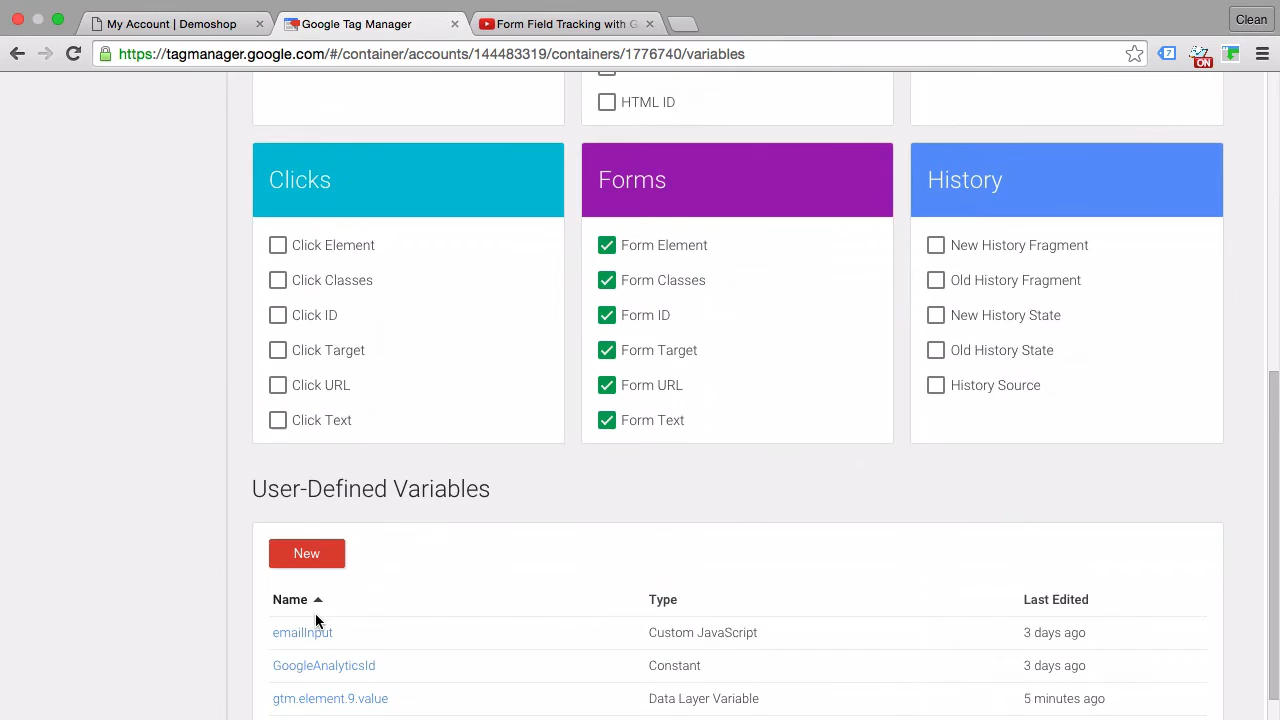 My Account | Demoshop
Google Tag Manager
Form Field Tracking with G
Clean
https://tagmanager.google.com/#/container/accounts/144483319/containers/1776740/variables
7
ON
HTML ID
Clicks
Click Element
Click Classes
Click ID
Click Target
Click URL
Click Text
Forms
Form Element
Form Classes
Form ID
Form Target
Form URL
Form Text
History
New History Fragment
Old History Fragment
New History State
Old History State
History Source
User-Defined Variables
New
Name Type Last Edited
emailInput Custom JavaScript 3 days ago
GoogleAnalyticsId Constant 3 days ago
gtm.element.9.value Data Layer Variable 5 minutes ago